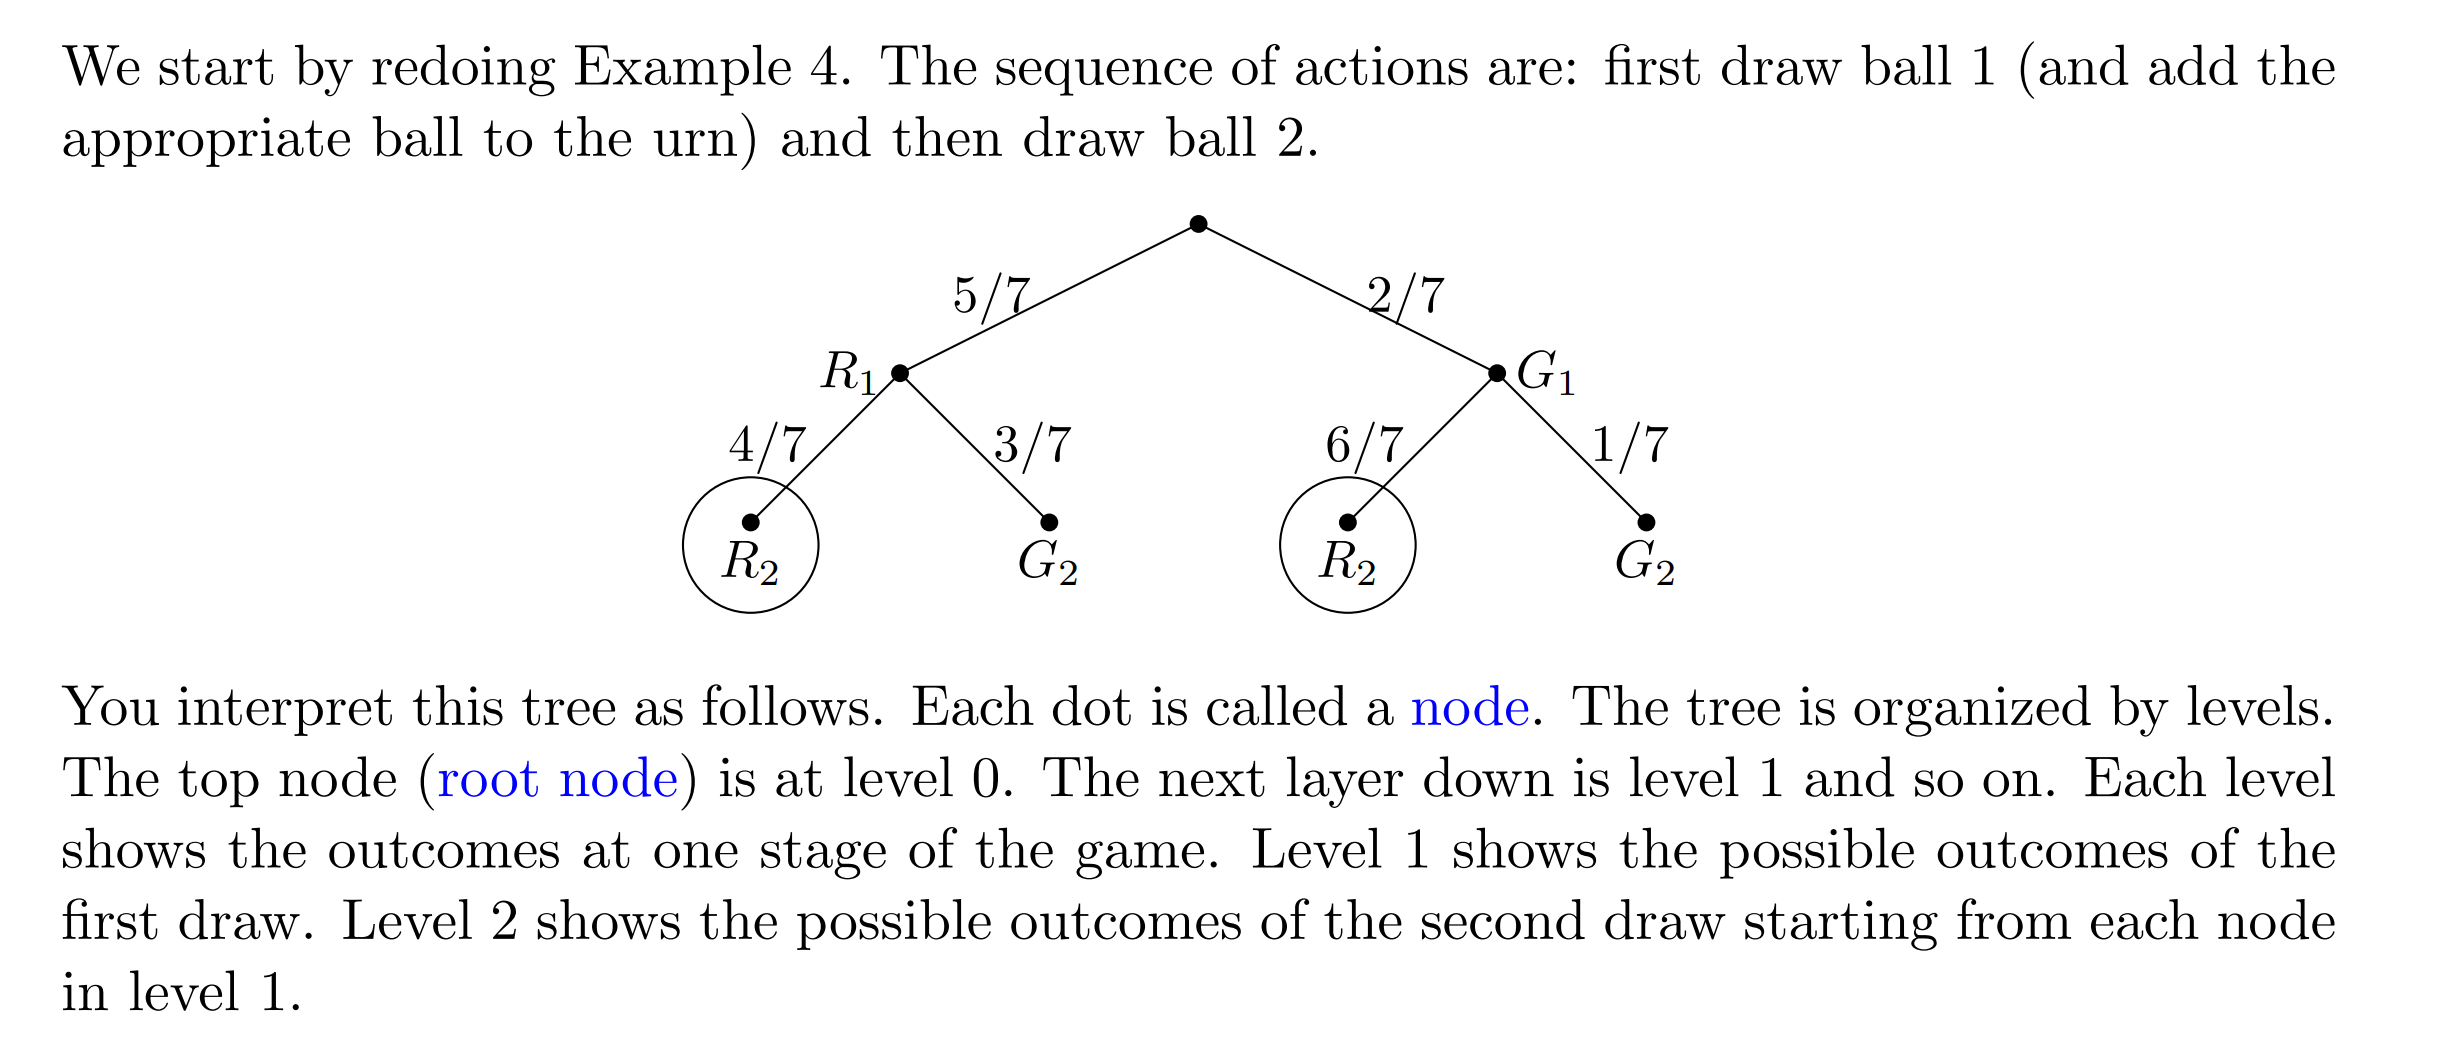 We start by redoing Example 4. The sequence of actions are: first draw ball 1 (and add the
appropriate ball to the urn) and then draw ball 2.
5/7 2/7
R₁ G₁
4/7 3/7 6/7 1/7
R₂ G₂ R₂ G₂
You interpret this tree as follows. Each dot is called a node. The tree is organized by levels.
The top node (root node) is at level 0. The next layer down is level 1 and so on. Each level
shows the outcomes at one stage of the game. Level 1 shows the possible outcomes of the
first draw. Level 2 shows the possible outcomes of the second draw starting from each node
in level 1.